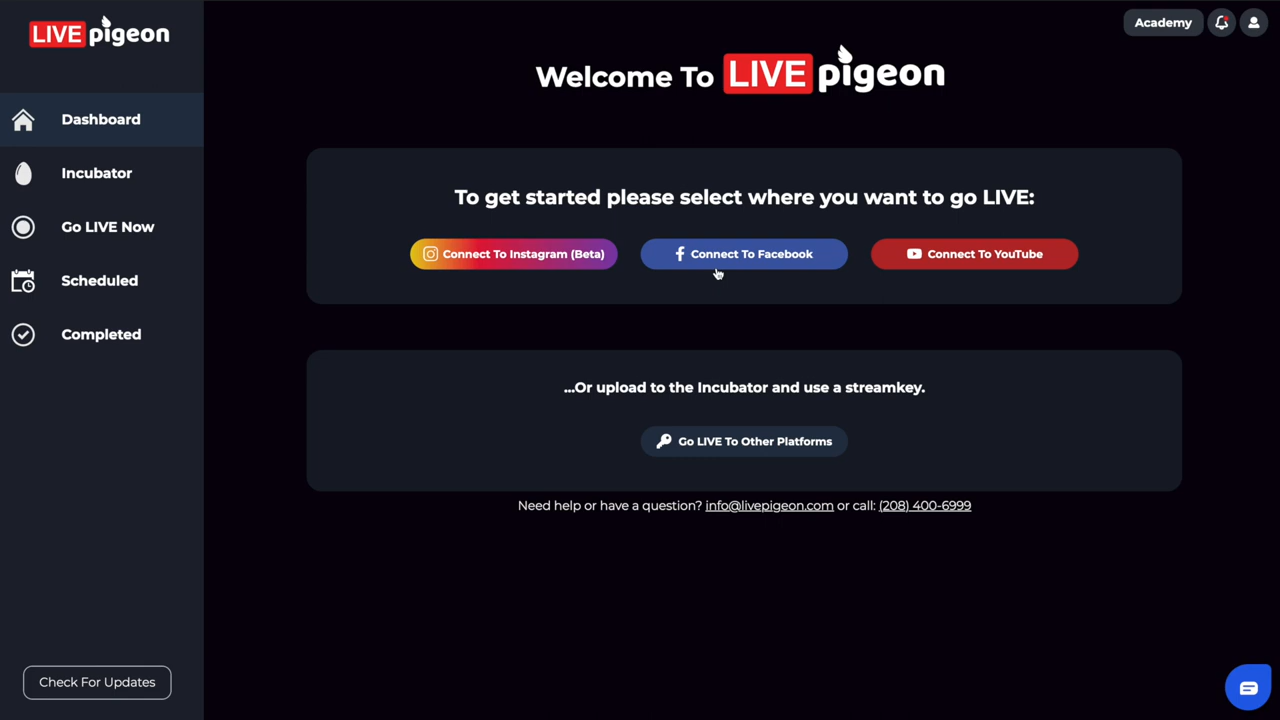 LIVE pigeon
Academy
Welcome To LIVE pigeon
Dashboard
Incubator
Go LIVE Now
Scheduled
Completed
To get started please select where you want to go LIVE:
Connect To Instagram (Beta)
Connect To Facebook
Connect To YouTube
...Or upload to the Incubator and use a streamkey.
Go LIVE To Other Platforms
Need help or have a question? info@livepigeon.com or call: (208) 400-6999
Check For Updates